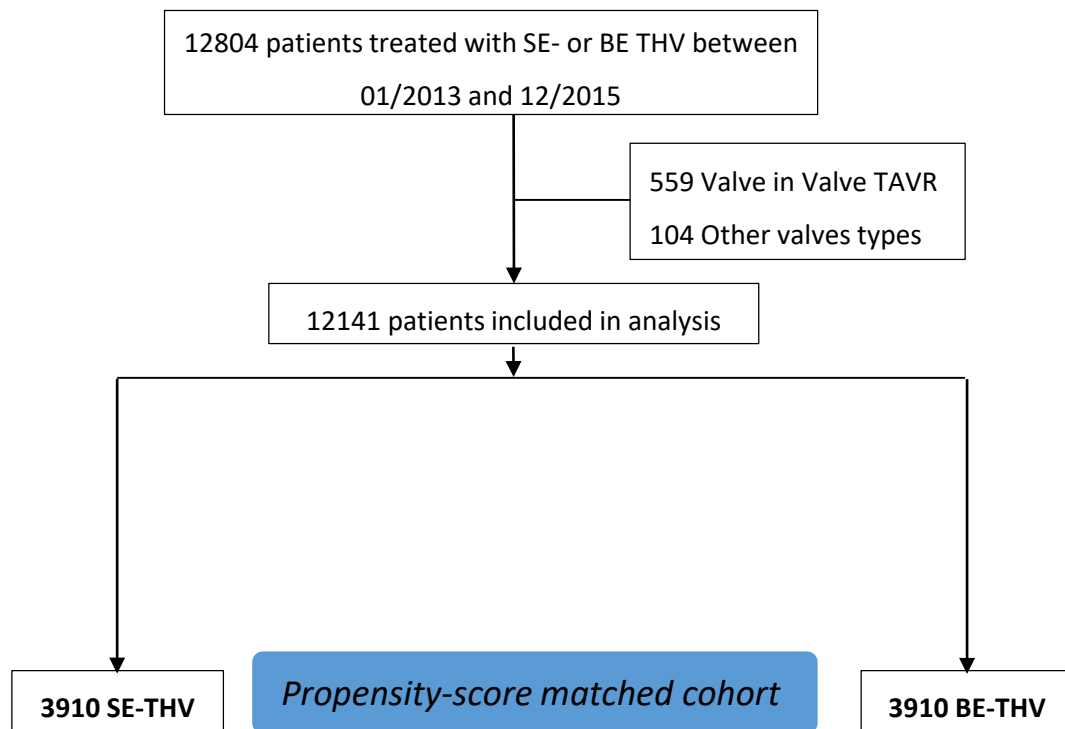 12804 patients treated with SE- or BE THV between
01/2013 and 12/2015
559 Valve in Valve TAVR
104 Other valves types
12141 patients included in analysis
3910 SE-THV
Propensity-score matched cohort
3910 BE-THV